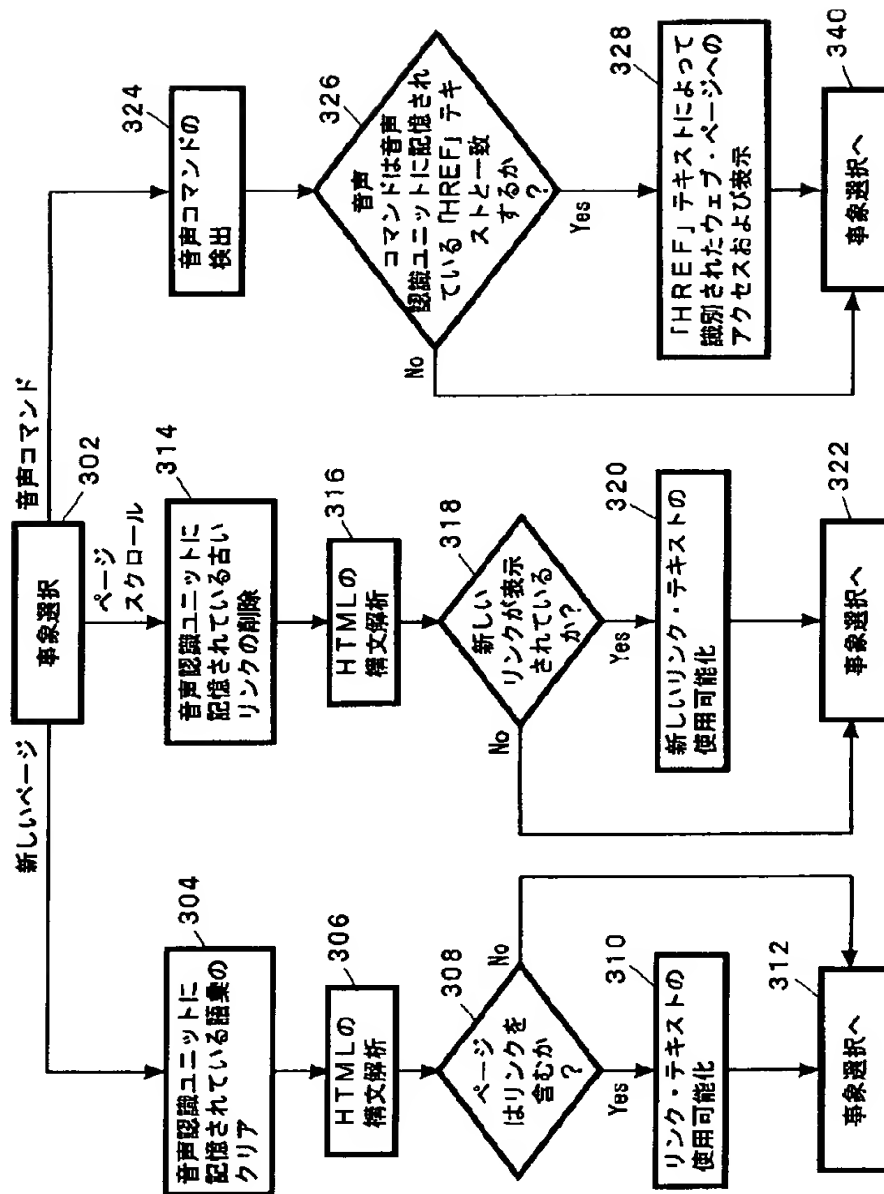 事象選択
302
新しいページ
ページ
スクロール
音声コマンド
音声認識ユニットに
記憶されている語彙の
クリア
304
HTMLの
構文解析
306
ページ
はリンクを
含むか
?
308
Yes
No
リンク・テキストの
使用可能化
310
事象選択へ
312
音声認識ユニットに
記憶されている古い
リンクの削除
314
HTMLの
構文解析
316
新しい
リンクが表示
されている
か?
318
Yes
No
新しいリンク・テキストの
使用可能化
320
事象選択へ
322
音声コマンドの
検出
324
音声
コマンドは音声
認識ユニットに記憶され
ている「HREF」テキ
ストと一致
するか
?
326
Yes
No
「HREF」テキストによって
識別されたウェブ・ページへの
アクセスおよび表示
328
事象選択へ
340